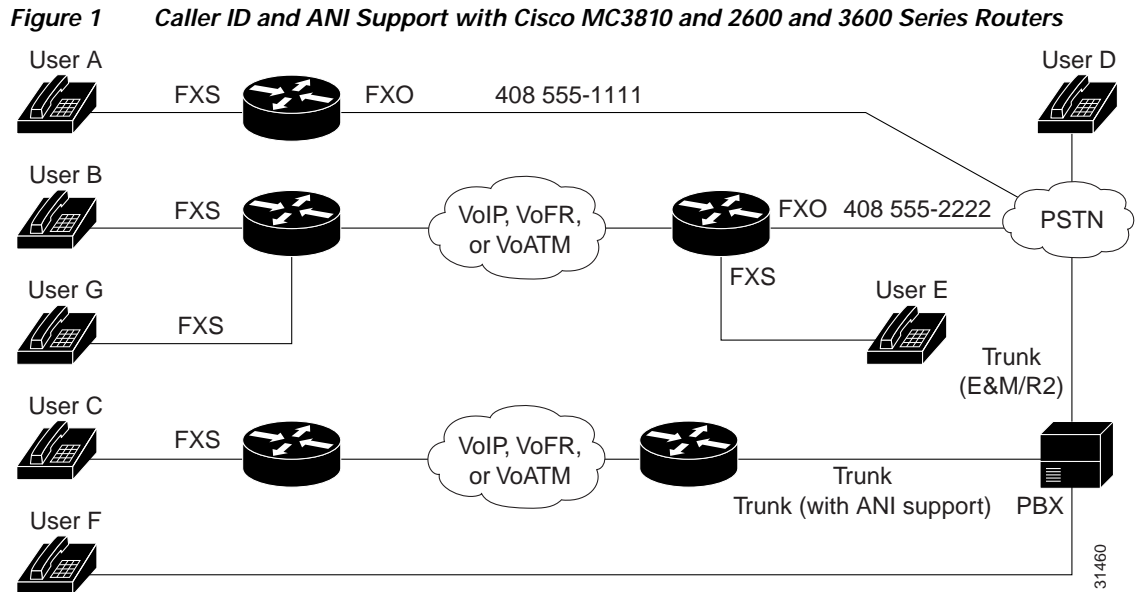 Figure 1 Caller ID and ANI Support with Cisco MC3810 and 2600 and 3600 Series Routers
User A
User D
FXS
FXO
408 555-1111
User B
FXS
VoIP, VoFR,
or VoATM
FXO 408 555-2222
PSTN
User G
FXS
FXS
User E
Trunk
(E&M/R2)
User C
FXS
VoIP, VoFR,
or VoATM
Trunk
Trunk (with ANI support)
PBX
User F
31460